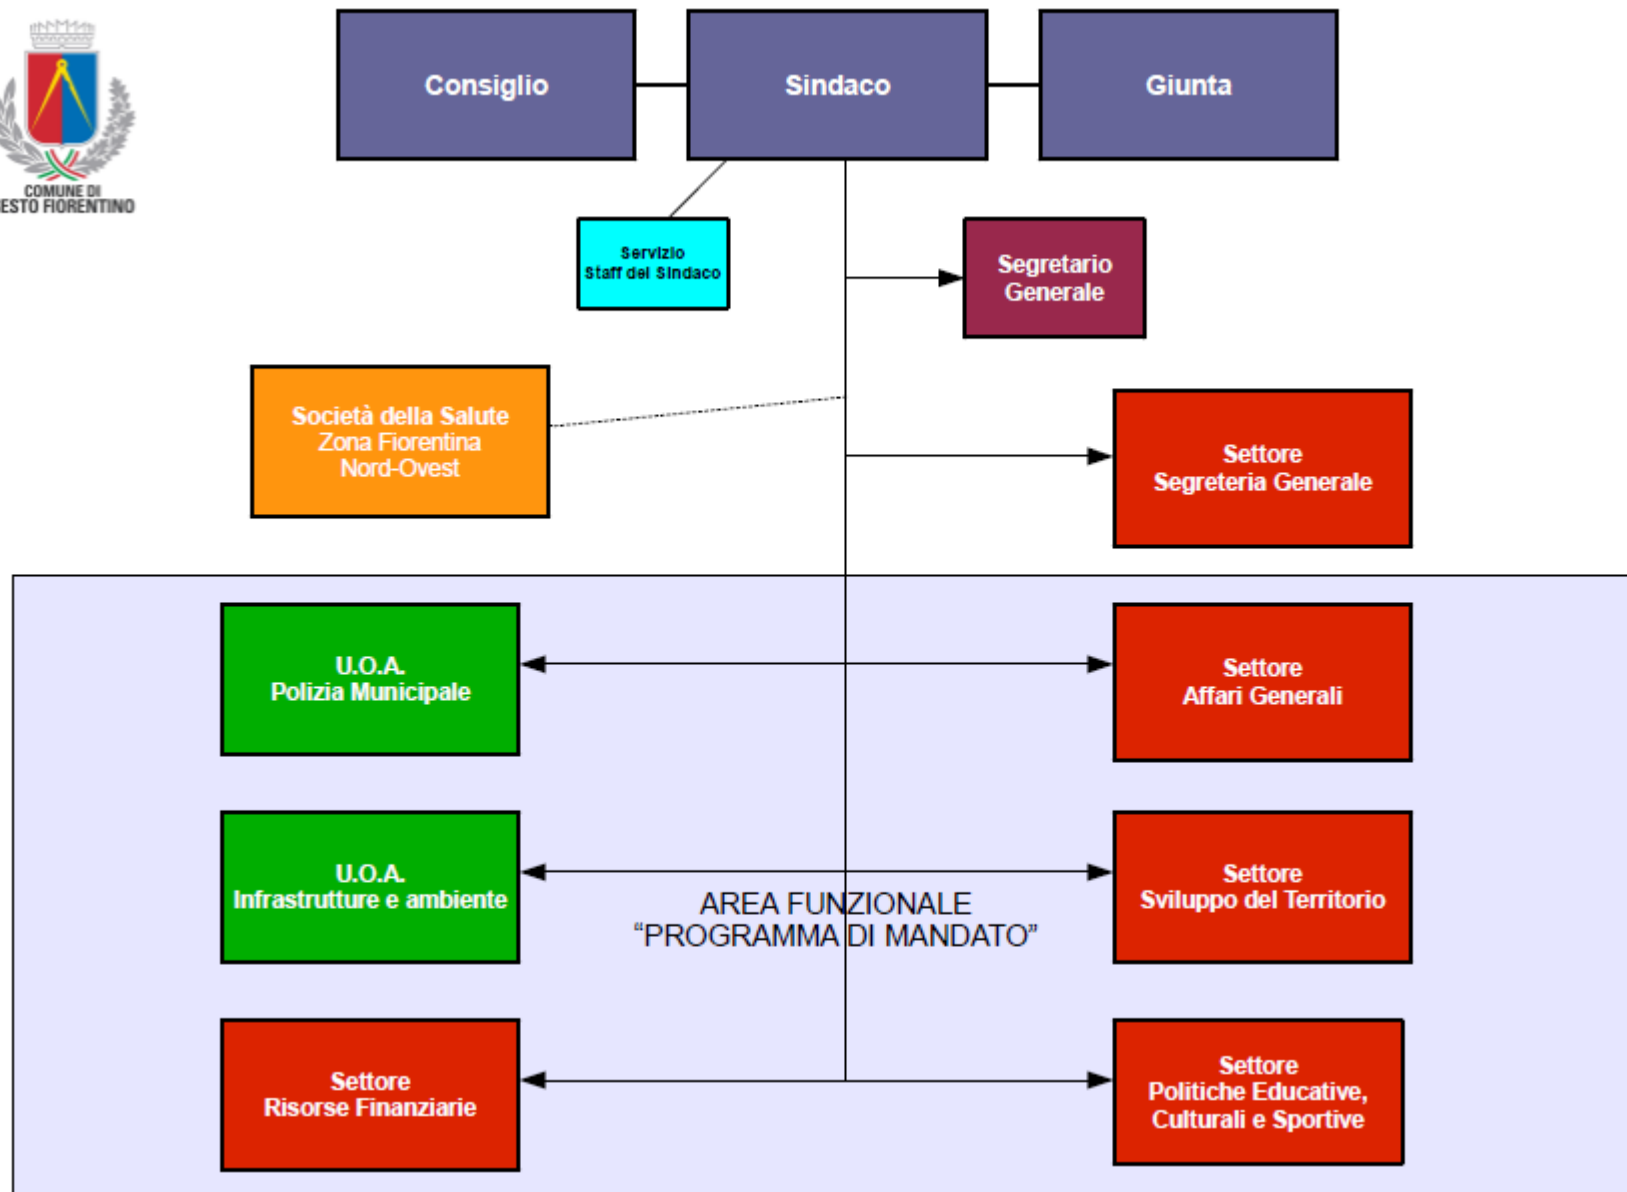 Consiglio
Sindaco
Giunta
COMUNE DI
ESTO FIORENTINO
Servizio
Staff del Sindaco
Segretario
Generale
Società della Salute
Zona Fiorentina
Nord-Ovest
Settore
Segreteria Generale
U.O.A.
Polizia Municipale
Settore
Affari Generali
U.O.A.
Infrastrutture e ambiente
Settore
Sviluppo del Territorio
AREA FUNZIONALE
“PROGRAMMA DI MANDATO”
Settore
Risorse Finanziarie
Settore
Politiche Educative,
Culturali e Sportive